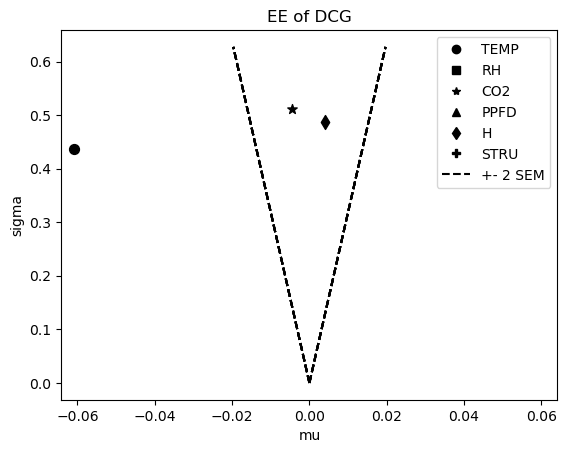 EE of DCG
TEMP
RH
CO2
PPFD
H
STRU
+- 2 SEM
sigma
0.6
0.5
0.4
0.3
0.2
0.1
0.0
−0.06
−0.04
−0.02
0.00
0.02
0.04
0.06
mu